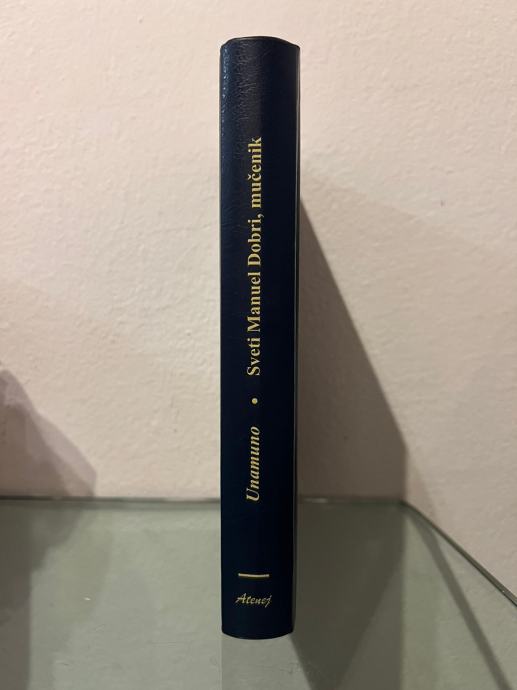 Unamuno • Sveti Manuel Dobri, mučenik
Atenej